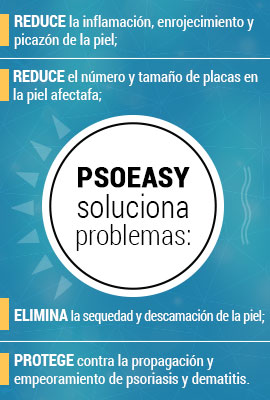 REDUCE la inflamación, enrojecimiento y
picazón de la piel;
REDUCE el número y tamaño de placas en
la piel afectafa;
PSOEASY
soluciona
problemas:
ELIMINA la sequedad y descamación de la piel;
PROTEGE contra la propagación y
empeoramiento de psoriasis y dematitis.